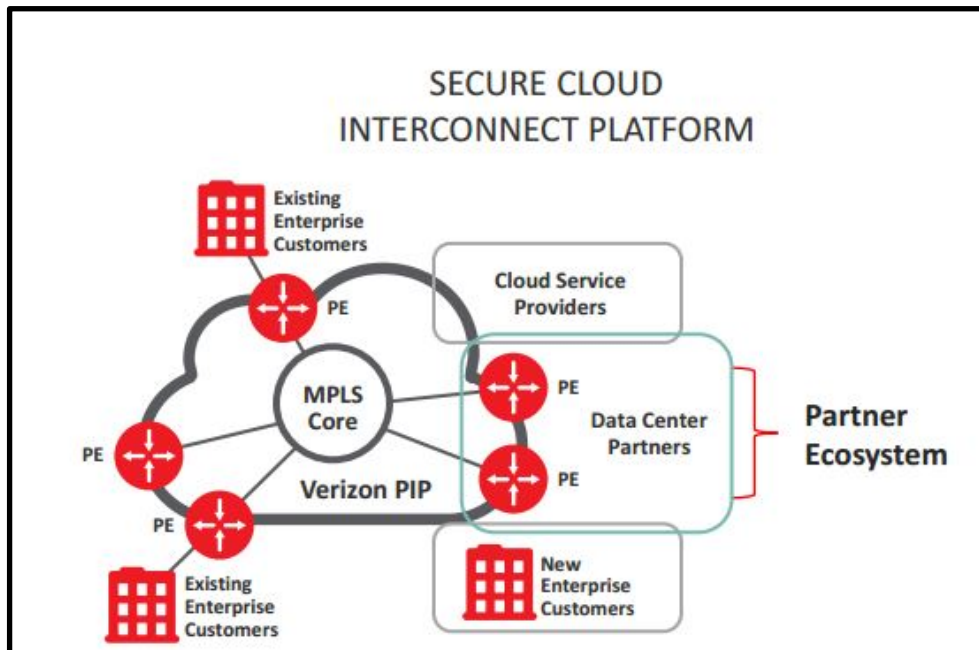 SECURE CLOUD
INTERCONNECT PLATFORM
Existing
Enterprise
Customers
PE
Cloud Service
Providers
MPLS
Core
PE
Data Center
Partners
Partner
Ecosystem
PE
PE
Verizon PIP
PE
New
Enterprise
Customers
Existing
Enterprise
Customers